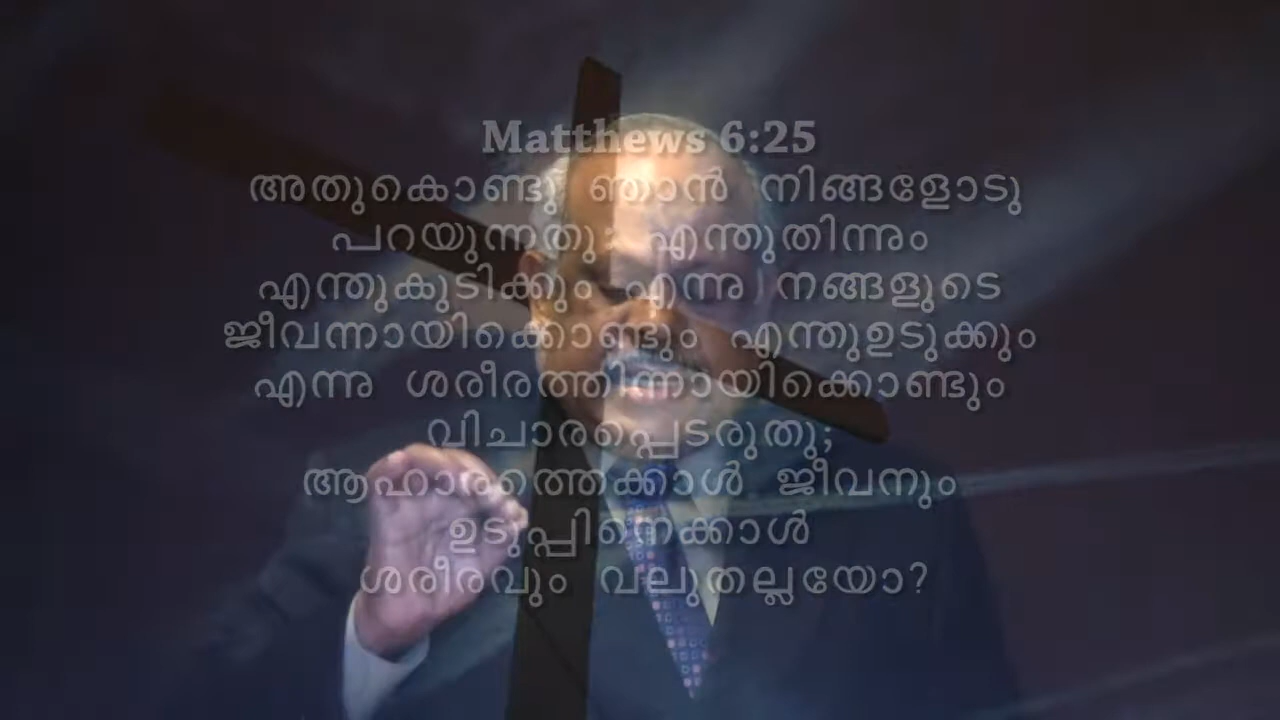 Matthews 6:25
അതുകൊണ്ടു ഞാൻ നിങ്ങളോടു
പറയുന്നതു: എന്തുതിന്നും
എന്തുകുടിക്കും എന്നു നങ്ങളുടെ
ജീവന്നായിക്കൊണ്ടും എന്തുഉടുക്കും
എന്നു ശരീരത്തിന്നായിക്കൊണ്ടും
വിചാരപ്പെടരുതു;
ആഹാരത്തെക്കാൾ ജീവനും
ഉടുപ്പിനെക്കാൾ
ശരീരവും വലുതല്ലയോ?